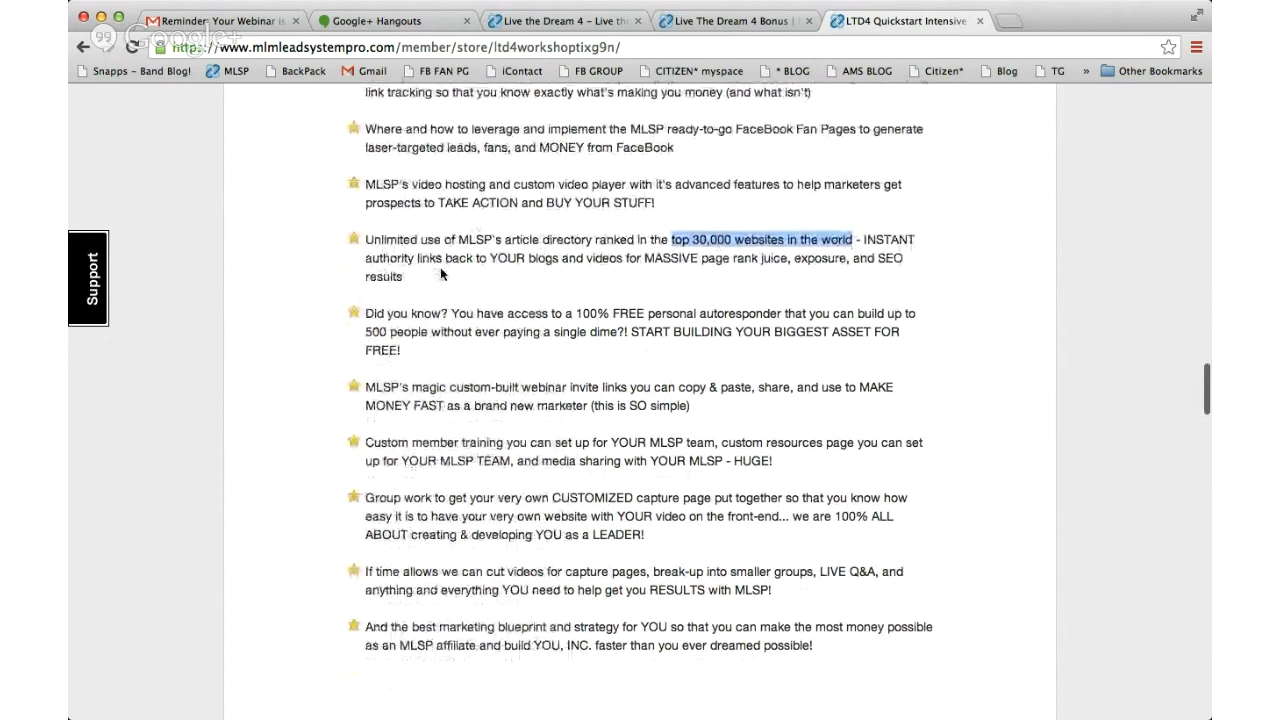 Reminder: Your Webinar is
Google+ Hangouts
Live the Dream 4 – Live the
Live The Dream 4 Bonus |
LTD4 Quickstart Intensive
Google+
https://www.mlmleadsystempro.com/member/store/ltd4workshoptixg9n/
Snapps - Band Blog!
MLSP
BackPack
Gmail
FB FAN PG
iContact
FB GROUP
CITIZEN* myspace
* BLOG
AMS BLOG
Citizen*
Blog
TG
»
Other Bookmarks
link tracking so that you know exactly what's making you money (and what isn't)
Where and how to leverage and implement the MLSP ready-to-go FaceBook Fan Pages to generate
laser-targeted leads, fans, and MONEY from FaceBook
MLSP's video hosting and custom video player with it's advanced features to help marketers get
prospects to TAKE ACTION and BUY YOUR STUFF!
Unlimited use of MLSP's article directory ranked in the top 30,000 websites in the world - INSTANT
authority links back to YOUR blogs and videos for MASSIVE page rank juice, exposure, and SEO
results
Support
Did you know? You have access to a 100% FREE personal autoresponder that you can build up to
500 people without ever paying a single dime?! START BUILDING YOUR BIGGEST ASSET FOR
FREE!
MLSP's magic custom-built webinar invite links you can copy & paste, share, and use to MAKE
MONEY FAST as a brand new marketer (this is SO simple)
Custom member training you can set up for YOUR MLSP team, custom resources page you can set
up for YOUR MLSP TEAM, and media sharing with YOUR MLSP - HUGE!
Group work to get your very own CUSTOMIZED capture page put together so that you know how
easy it is to have your very own website with YOUR video on the front-end... we are 100% ALL
ABOUT creating & developing YOU as a LEADER!
If time allows we can cut videos for capture pages, break-up into smaller groups, LIVE Q&A, and
anything and everything YOU need to help get you RESULTS with MLSP!
And the best marketing blueprint and strategy for YOU so that you can make the most money possible
as an MLSP affiliate and build YOU, INC. faster than you ever dreamed possible!